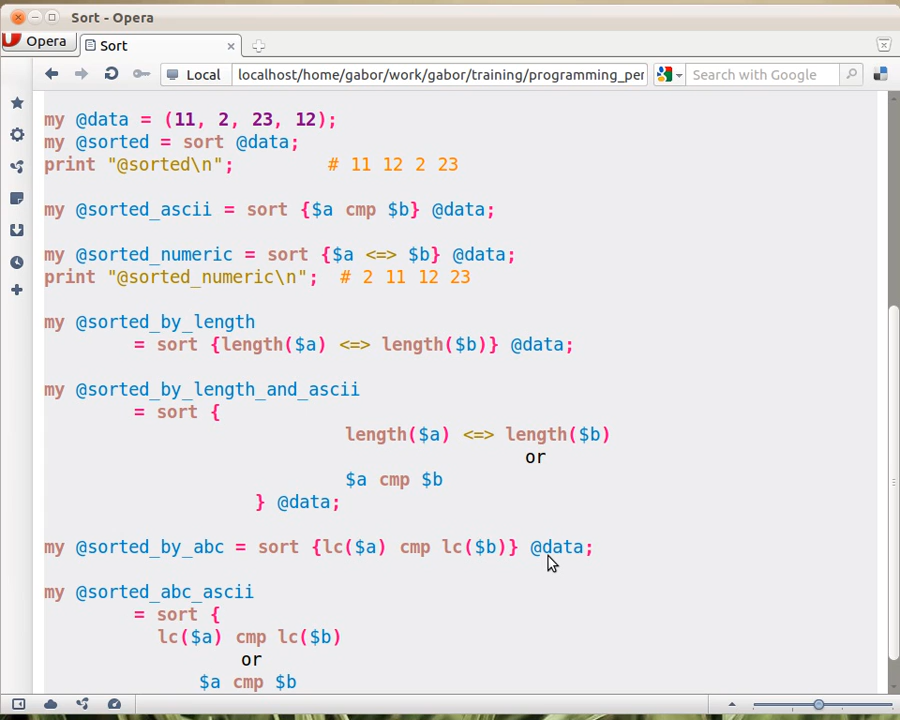 Sort - Opera
Opera
Sort
Local
localhost/home/gabor/work/gabor/training/programming_per
Search with Google
my @data = (11, 2, 23, 12);
my @sorted = sort @data;
print "@sorted\n";         # 11 12 2 23
my @sorted_ascii = sort {$a cmp $b} @data;
my @sorted_numeric = sort {$a <=> $b} @data;
print "@sorted_numeric\n";  # 2 11 12 23
my @sorted_by_length
= sort {length($a) <=> length($b)} @data;
my @sorted_by_length_and_ascii
= sort {
length($a) <=> length($b)
or
$a cmp $b
} @data;
my @sorted_by_abc = sort {lc($a) cmp lc($b)} @data;
my @sorted_abc_ascii
= sort {
lc($a) cmp lc($b)
or
$a cmp $b